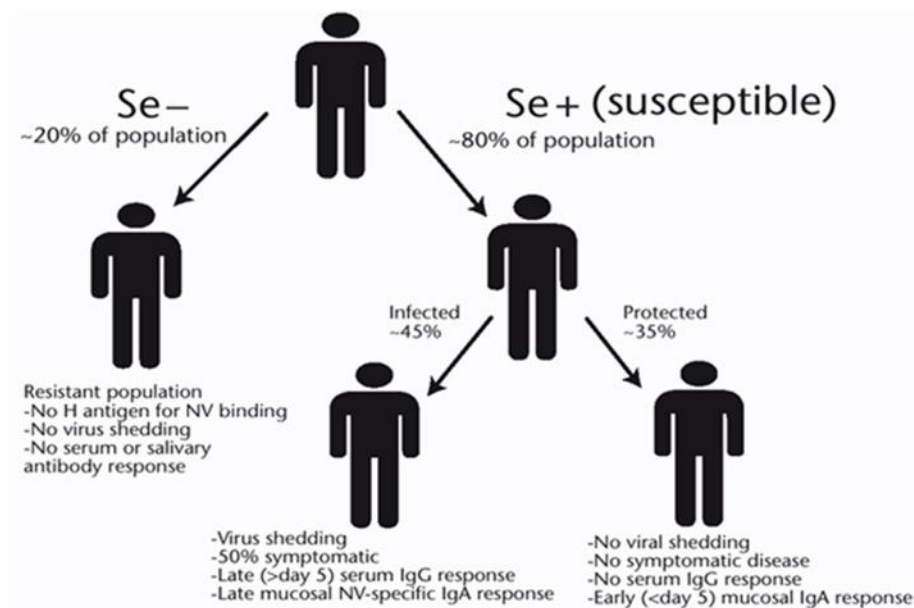 Se−
~20% of population
Se+ (susceptible)
~80% of population
Infected
~45%
Protected
~35%
Resistant population
-No H antigen for NV binding
-No virus shedding
-No serum or salivary
antibody response
-Virus shedding
-50% symptomatic
-Late (>day 5) serum IgG response
-Late mucosal NV-specific IgA response
-No viral shedding
-No symptomatic disease
-No serum IgG response
-Early (<day 5) mucosal IgA response